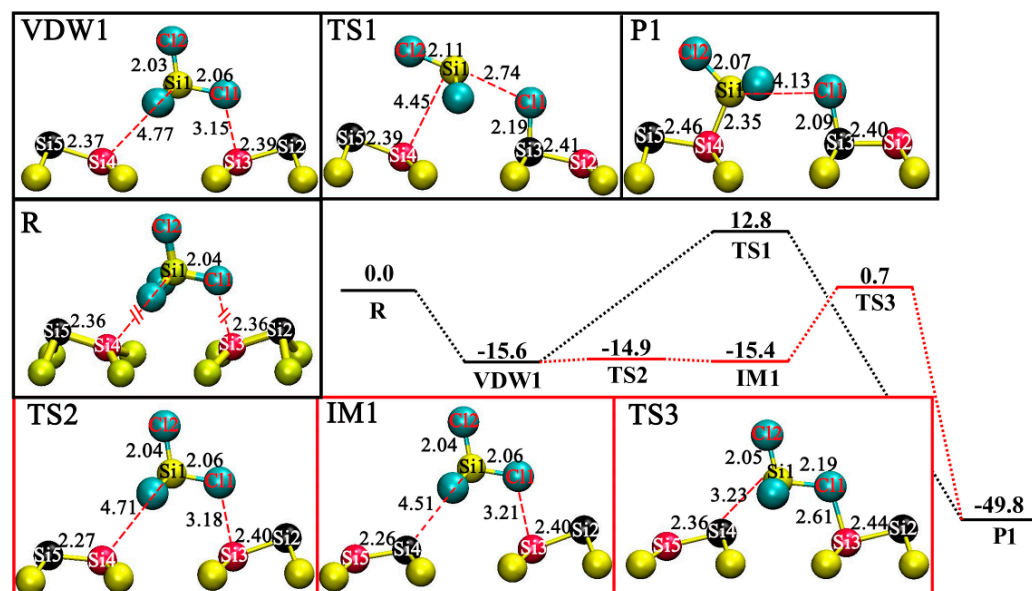 VDW1
Cl2
2.03
Si1
2.06
Cl1
4.77
3.15
Si5
2.37
Si4
2.39
Si3
Si2
TS1
Cl2
2.11
Si1
2.74
4.45
Cl1
2.19
Si5
2.39
Si4
Si3
2.41
Si2
P1
Cl2
2.07
Si1
4.13
Cl1
2.35
2.09
Si5
2.46
Si4
Si3
2.40
Si2
R
Cl2
2.04
Si1
Cl1
Si5
2.36
Si4
2.36
Si3
Si2
0.0
R
-15.6
VDW1
12.8
TS1
-14.9
TS2
-15.4
IM1
0.7
TS3
-49.8
P1
TS2
Cl2
2.04
Si1
2.06
Cl1
4.71
3.18
Si5
2.27
Si4
2.40
Si3
Si2
IM1
Cl2
2.04
Si1
2.06
Cl1
4.51
3.21
Si5
2.26
Si4
2.40
Si3
Si2
TS3
Cl2
2.05
Si1
2.19
Cl1
3.23
2.61
Si5
2.36
Si4
2.44
Si3
Si2